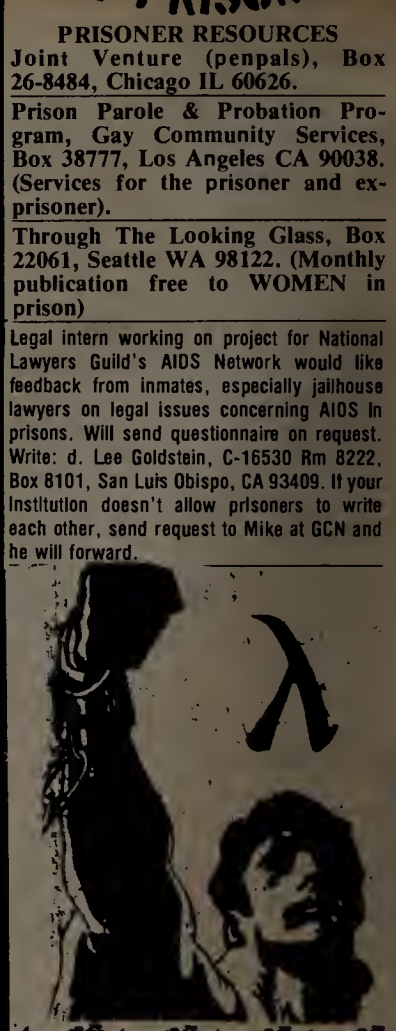 PRISONER RESOURCES
Joint Venture (penpals), Box
26-8484, Chicago IL 60626.
Prison Parole & Probation Pro-
gram, Gay Community Services,
Box 38777, Los Angeles CA 90038.
(Services for the prisoner and ex-
prisoner).
Through The Looking Glass, Box
22061, Seattle WA 98122. (Monthly
publication free to WOMEN in
prison)
Legal intern working on project for National
Lawyers Guild's AIDS Network would like
feedback from inmates, especially jailhouse
lawyers on legal issues concerning AIDS in
prisons. Will send questionnaire on request.
Write: d. Lee Goldstein, C-16530 Rm 8222,
Box 8101, San Luis Obispo, CA 93409. If your
Institution doesn't allow prisoners to write
each other, send request to Mike at GCN and
he will forward.
λ